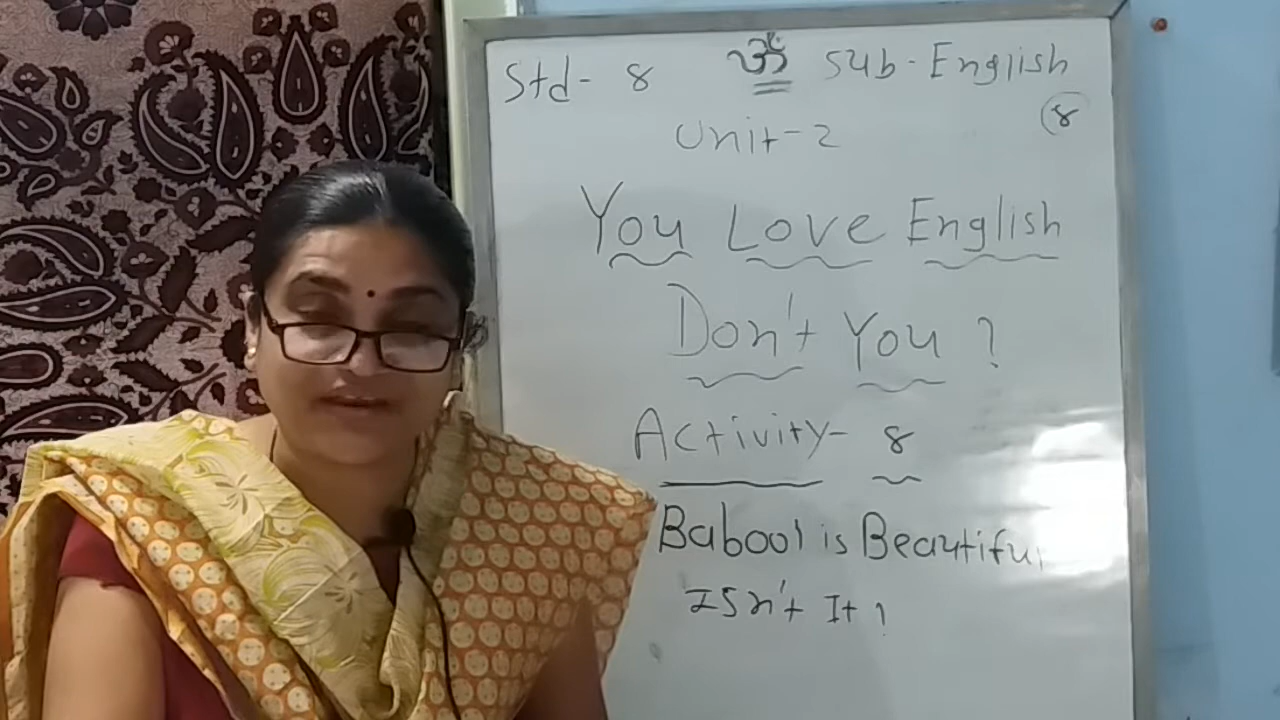 Std- 8 ॐ Sub- English
8
Unit-2
You Love English
Don't You ?
Activity- 8
Babool is Beautiful
Isn't It ?